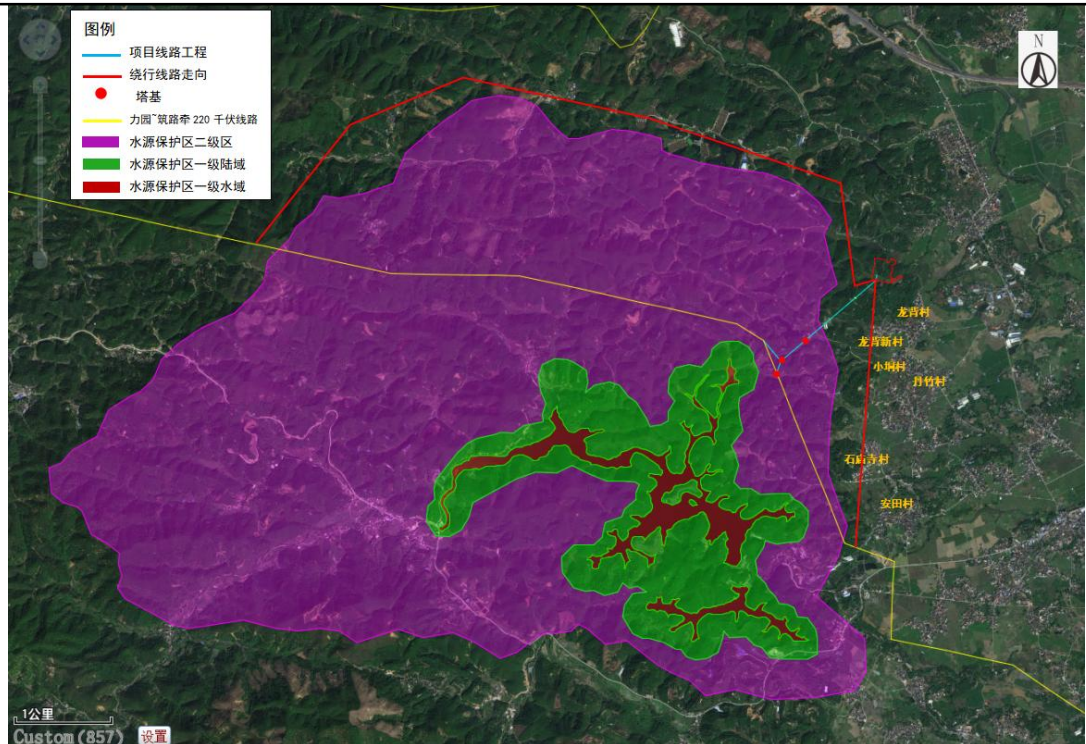 图例
项目线路工程
绕行线路走向
塔基
力园~筑路牵 220 千伏线路
水源保护区二级区
水源保护区一级陆域
水源保护区一级水域
N
龙背村
龙背新村
小垌村
丹竹村
石庙寺村
安田村
1公里
Custom(857) 设置